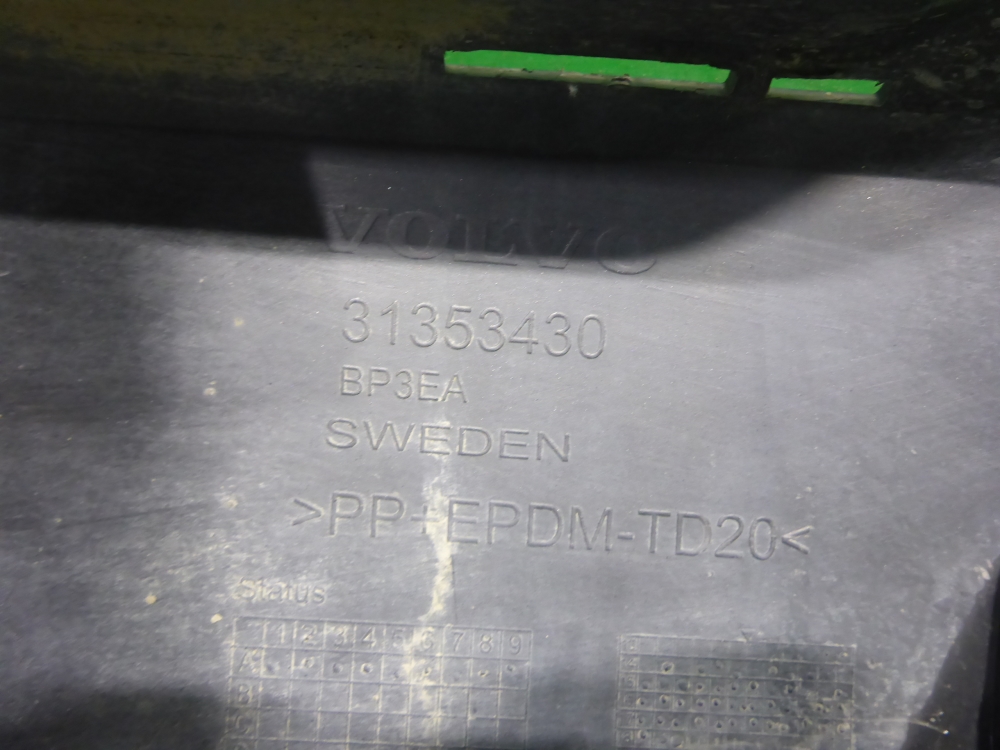 VOLVO
31353430
BP3EA
SWEDEN
>PP+EPDM-TD20<
Status
1 2 3 4 5 6 7 8 9
A
B
C